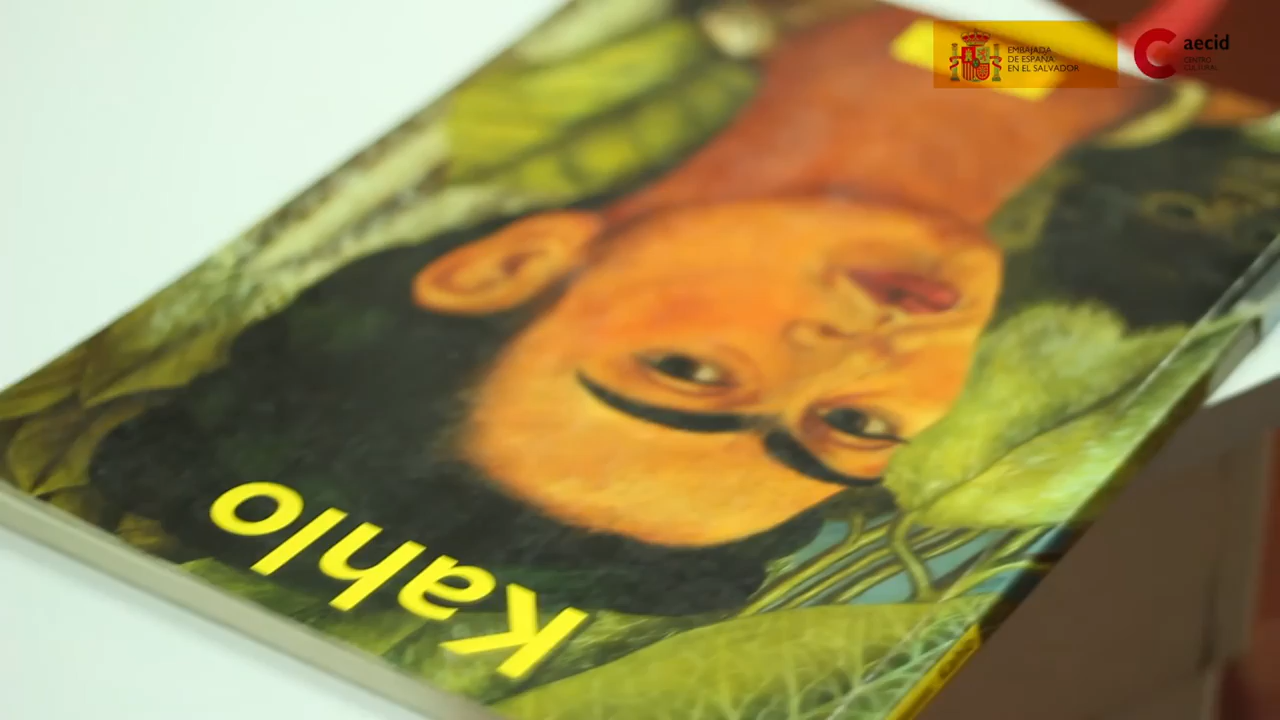 EMBAJADA
DE ESPAÑA
EN EL SALVADOR
aecid
CENTRO
CULTURAL
Kahlo